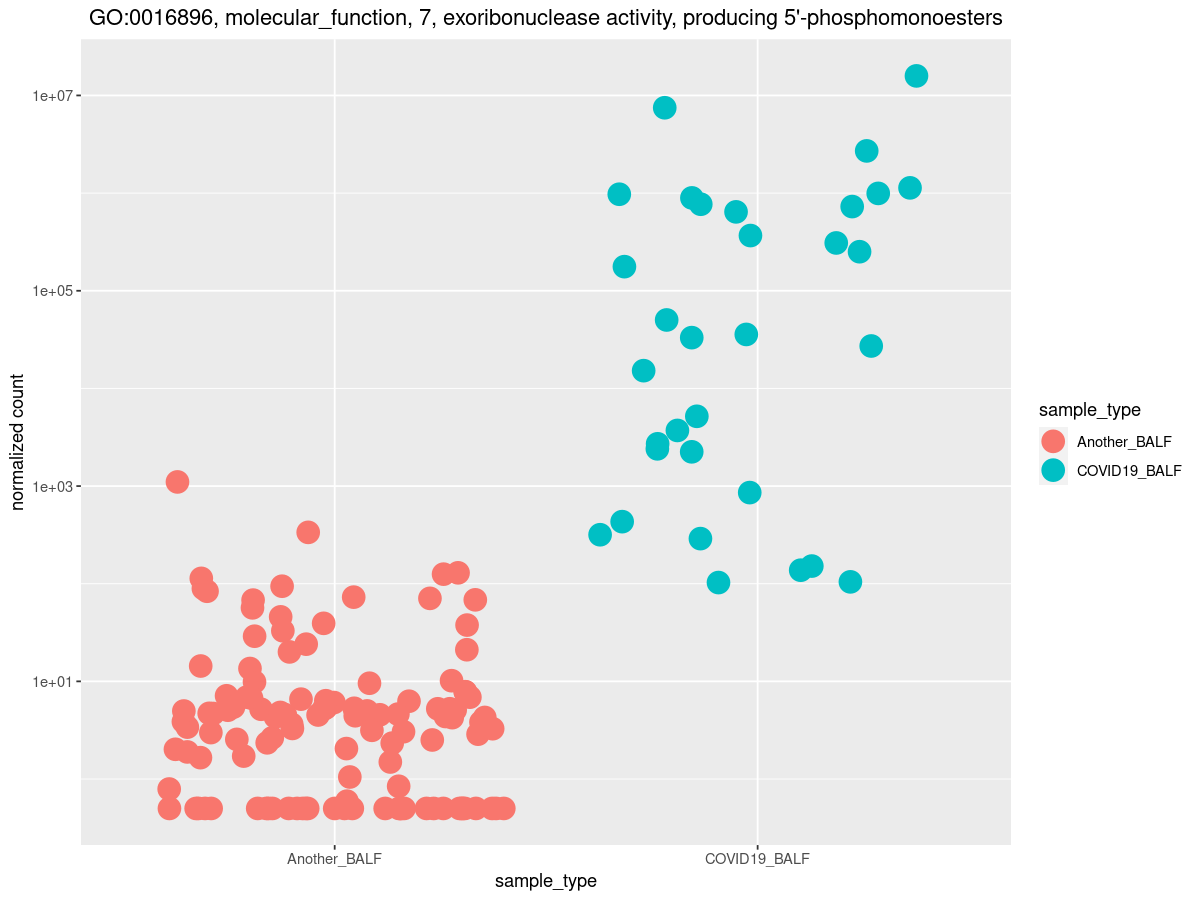 GO:0016896, molecular_function, 7, exoribonuclease activity, producing 5'-phosphomonoesters
normalized count
1e+07
1e+05
1e+03
1e+01
Another_BALF
COVID19_BALF
sample_type
sample_type
Another_BALF
COVID19_BALF